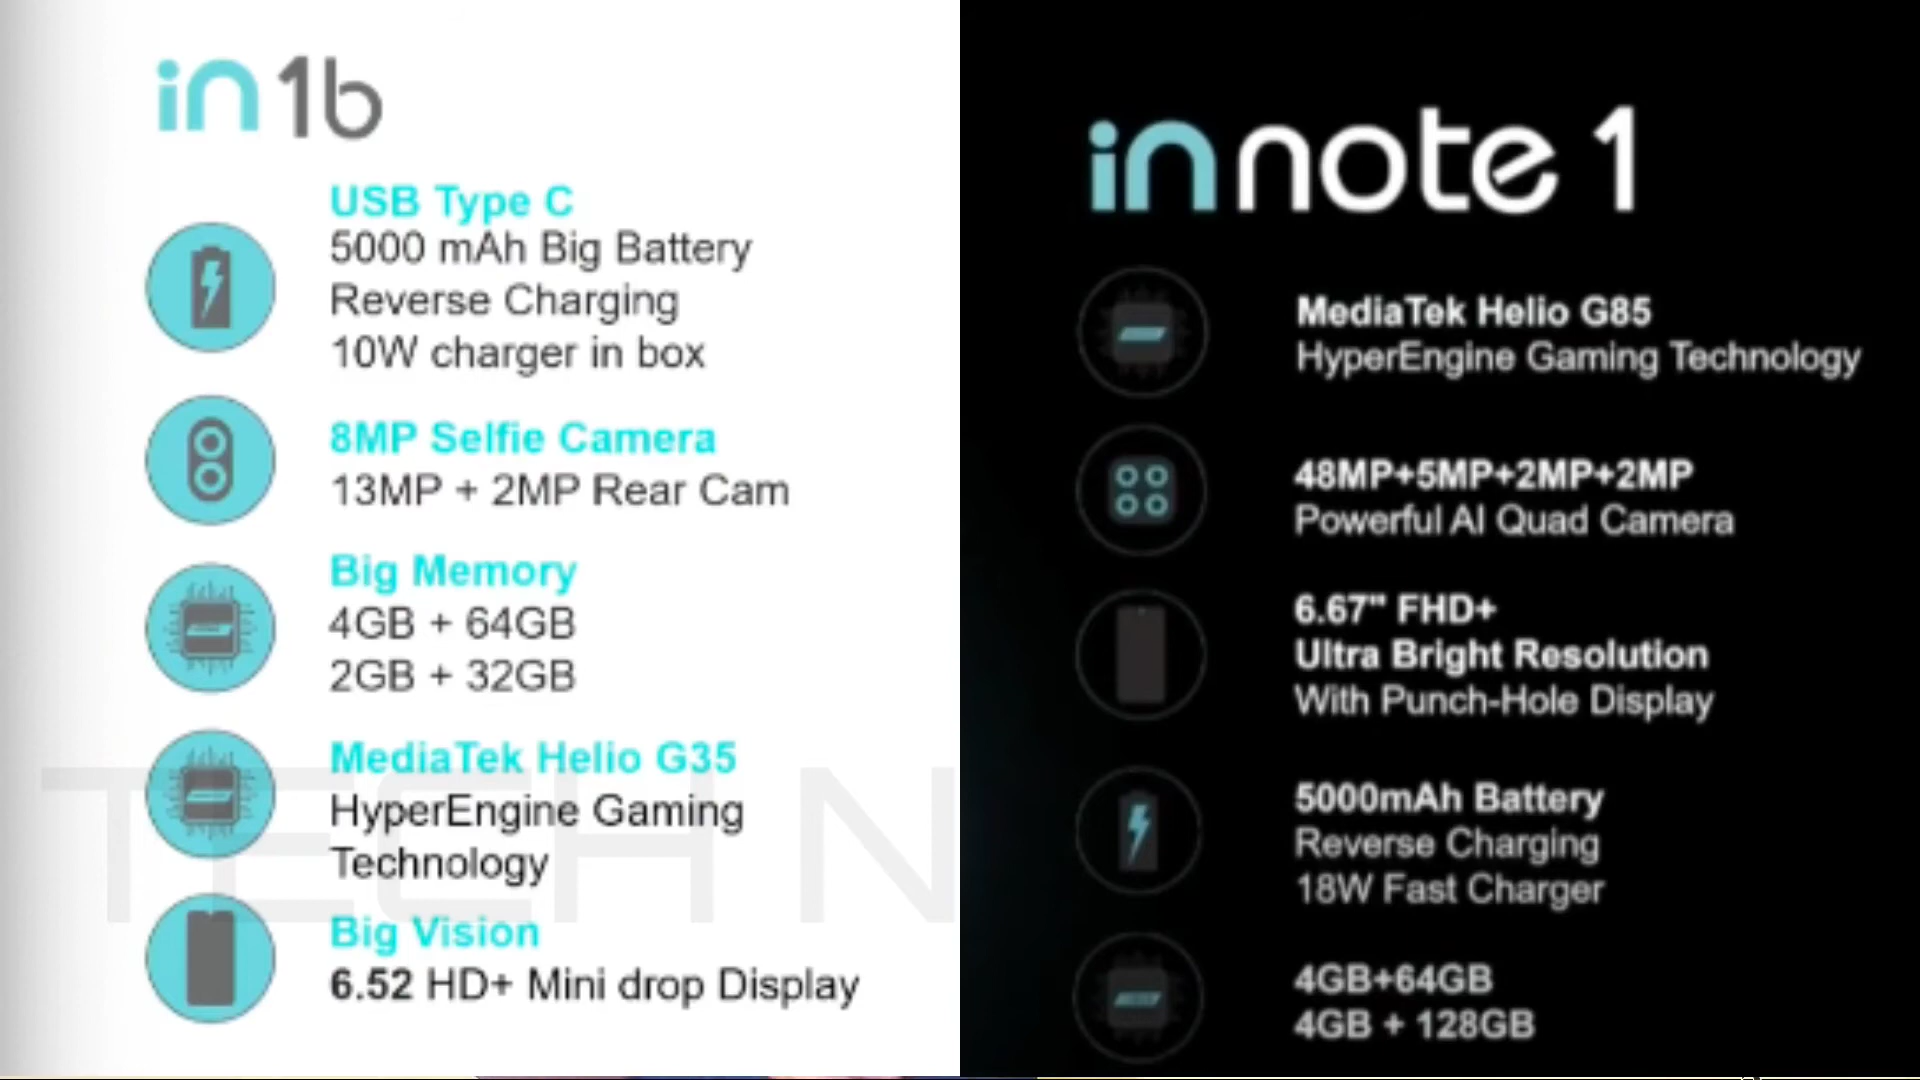 in 1b
USB Type C
5000 mAh Big Battery
Reverse Charging
10W charger in box
8MP Selfie Camera
13MP + 2MP Rear Cam
Big Memory
4GB + 64GB
2GB + 32GB
MediaTek Helio G35
HyperEngine Gaming
Technology
Big Vision
6.52 HD+ Mini drop Display
TECH N
in note 1
MediaTek Helio G85
HyperEngine Gaming Technology
48MP+5MP+2MP+2MP
Powerful AI Quad Camera
6.67" FHD+
Ultra Bright Resolution
With Punch-Hole Display
5000mAh Battery
Reverse Charging
18W Fast Charger
4GB+64GB
4GB + 128GB